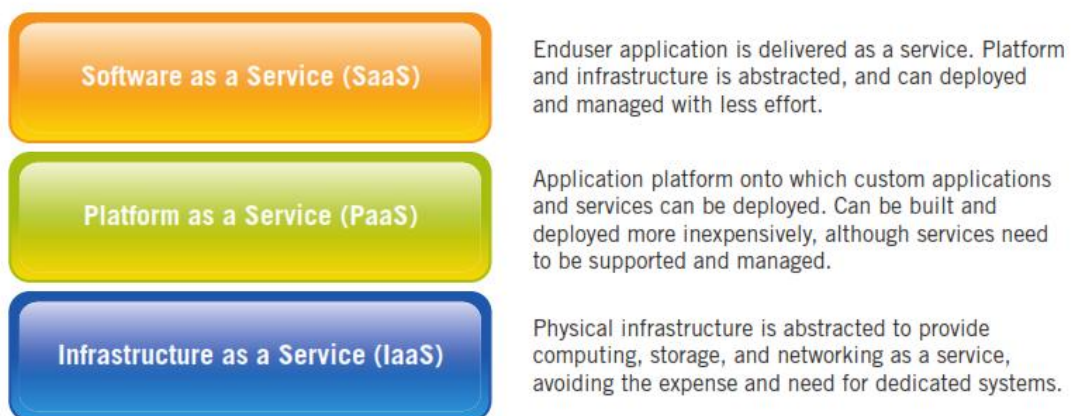 Software as a Service (SaaS)
Enduser application is delivered as a service. Platform
and infrastructure is abstracted, and can deployed
and managed with less effort.
Platform as a Service (PaaS)
Application platform onto which custom applications
and services can be deployed. Can be built and
deployed more inexpensively, although services need
to be supported and managed.
Infrastructure as a Service (IaaS)
Physical infrastructure is abstracted to provide
computing, storage, and networking as a service,
avoiding the expense and need for dedicated systems.